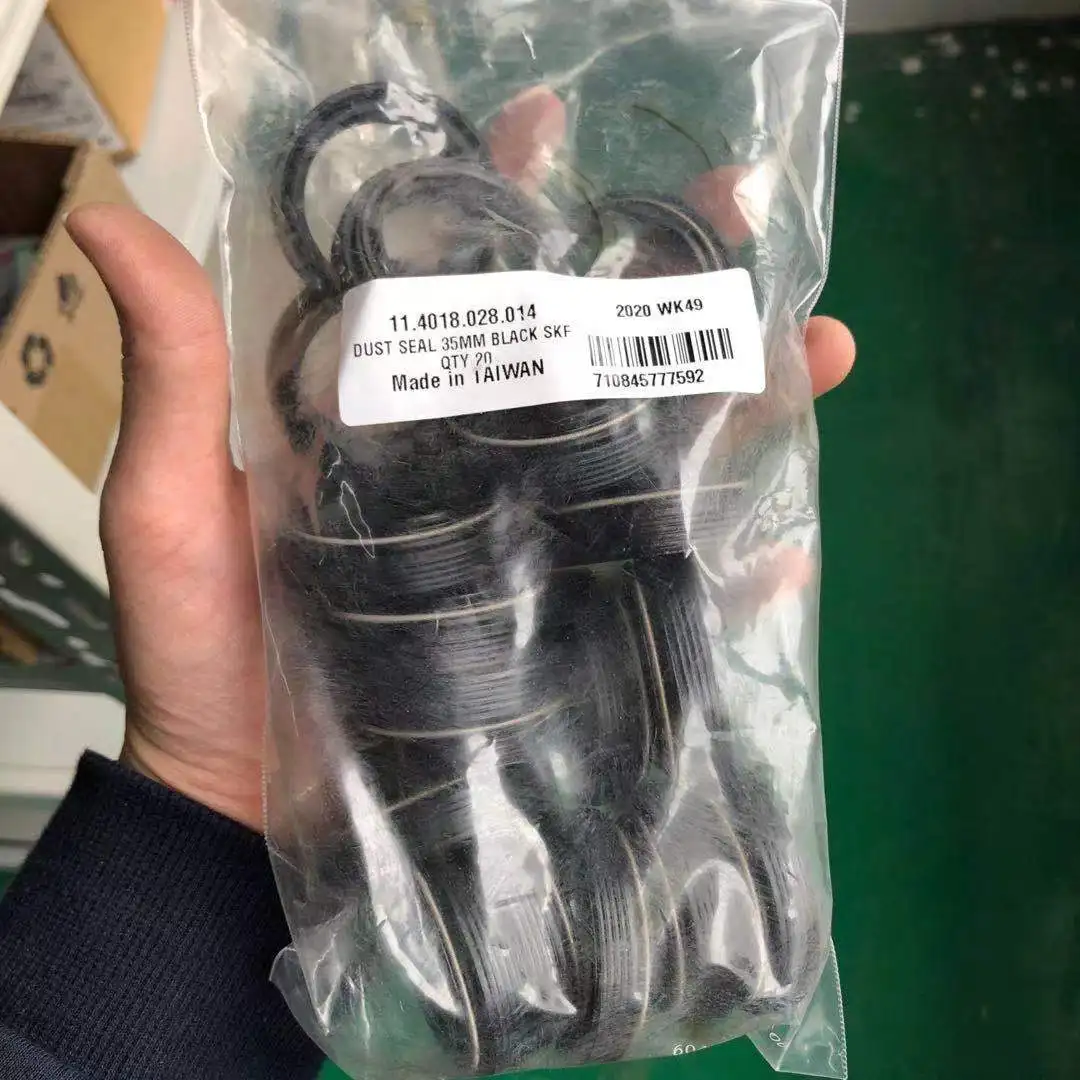 11.4018.028.014
DUST SEAL 35MM BLACK SKF
QTY 20
Made in TAIWAN
2020 WK49
710845777592